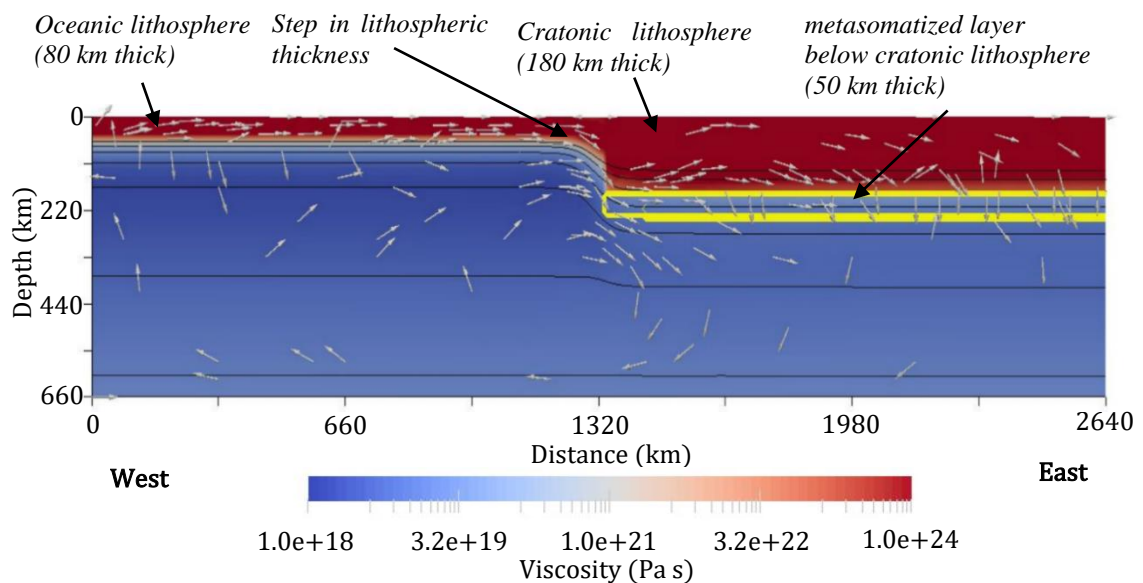 Oceanic lithosphere
(80 km thick)
Step in lithospheric
thickness
Cratonic lithosphere
(180 km thick)
metasomatized layer
below cratonic lithosphere
(50 km thick)
Depth (km)
0
220
440
660
0
660
1320
1980
2640
Distance (km)
West
East
1.0e+18
3.2e+19
1.0e+21
3.2e+22
1.0e+24
Viscosity (Pa s)